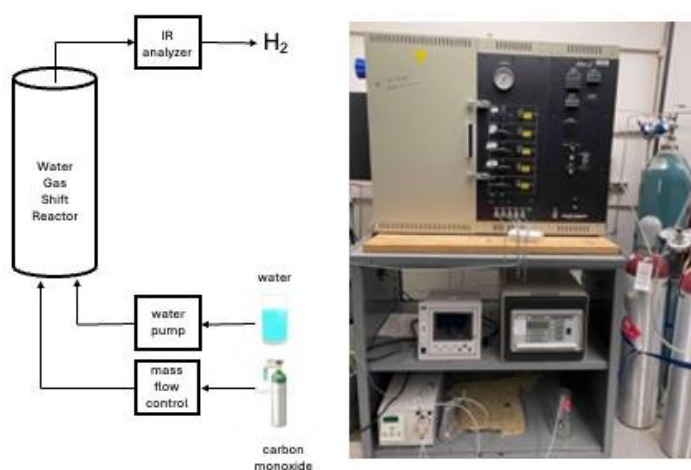 IR
analyzer
H₂
Water
Gas
Shift
Reactor
water
water
pump
mass
flow
control
carbon
monoxide